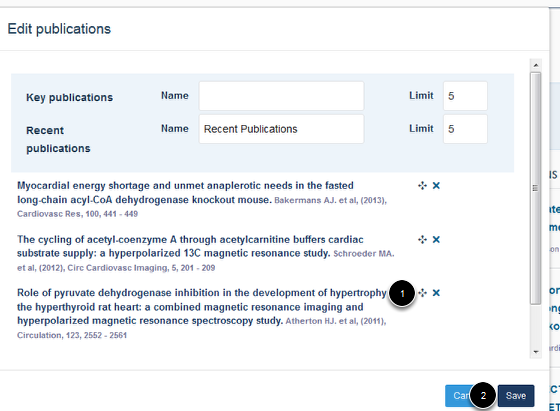 Edit publications
Key publications Name Limit 5
Recent publications Name Recent Publications Limit 5
Myocardial energy shortage and unmet anaplerotic needs in the fasted
long-chain acyl-CoA dehydrogenase knockout mouse. Bakermans AJ. et al, (2013),
Cardiovasc Res, 100, 441 - 449
The cycling of acetyl-coenzyme A through acetylcarnitine buffers cardiac
substrate supply: a hyperpolarized 13C magnetic resonance study. Schroeder MA.
et al, (2012), Circ Cardiovasc Imaging, 5, 201 - 209
Role of pyruvate dehydrogenase inhibition in the development of hypertrophy 1
the hyperthyroid rat heart: a combined magnetic resonance imaging and
hyperpolarized magnetic resonance spectroscopy study. Atherton HJ. et al, (2011),
Circulation, 123, 2552 - 2561
2 Save